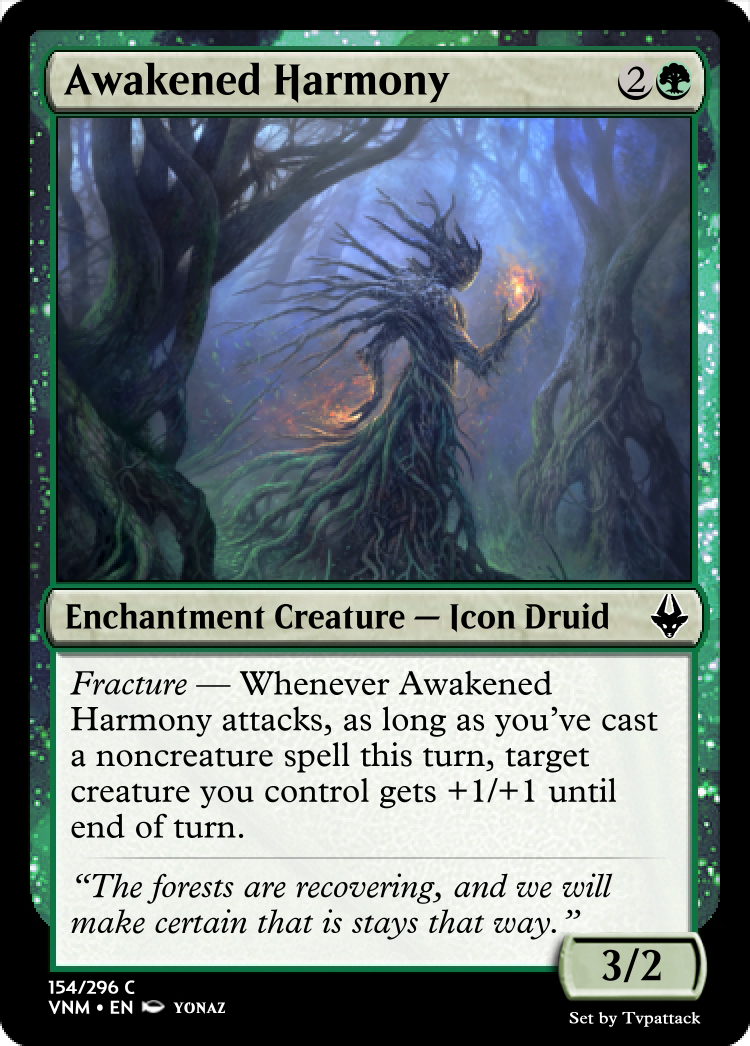 Awakened Harmony 2
Enchantment Creature — Icon Druid
Fracture — Whenever Awakened
Harmony attacks, as long as you've cast
a noncreature spell this turn, target
creature you control gets +1/+1 until
end of turn.
“The forests are recovering, and we will
make certain that is stays that way.”
3/2
154/296 C
VNM • EN YONAZ
Set by Tvpattack